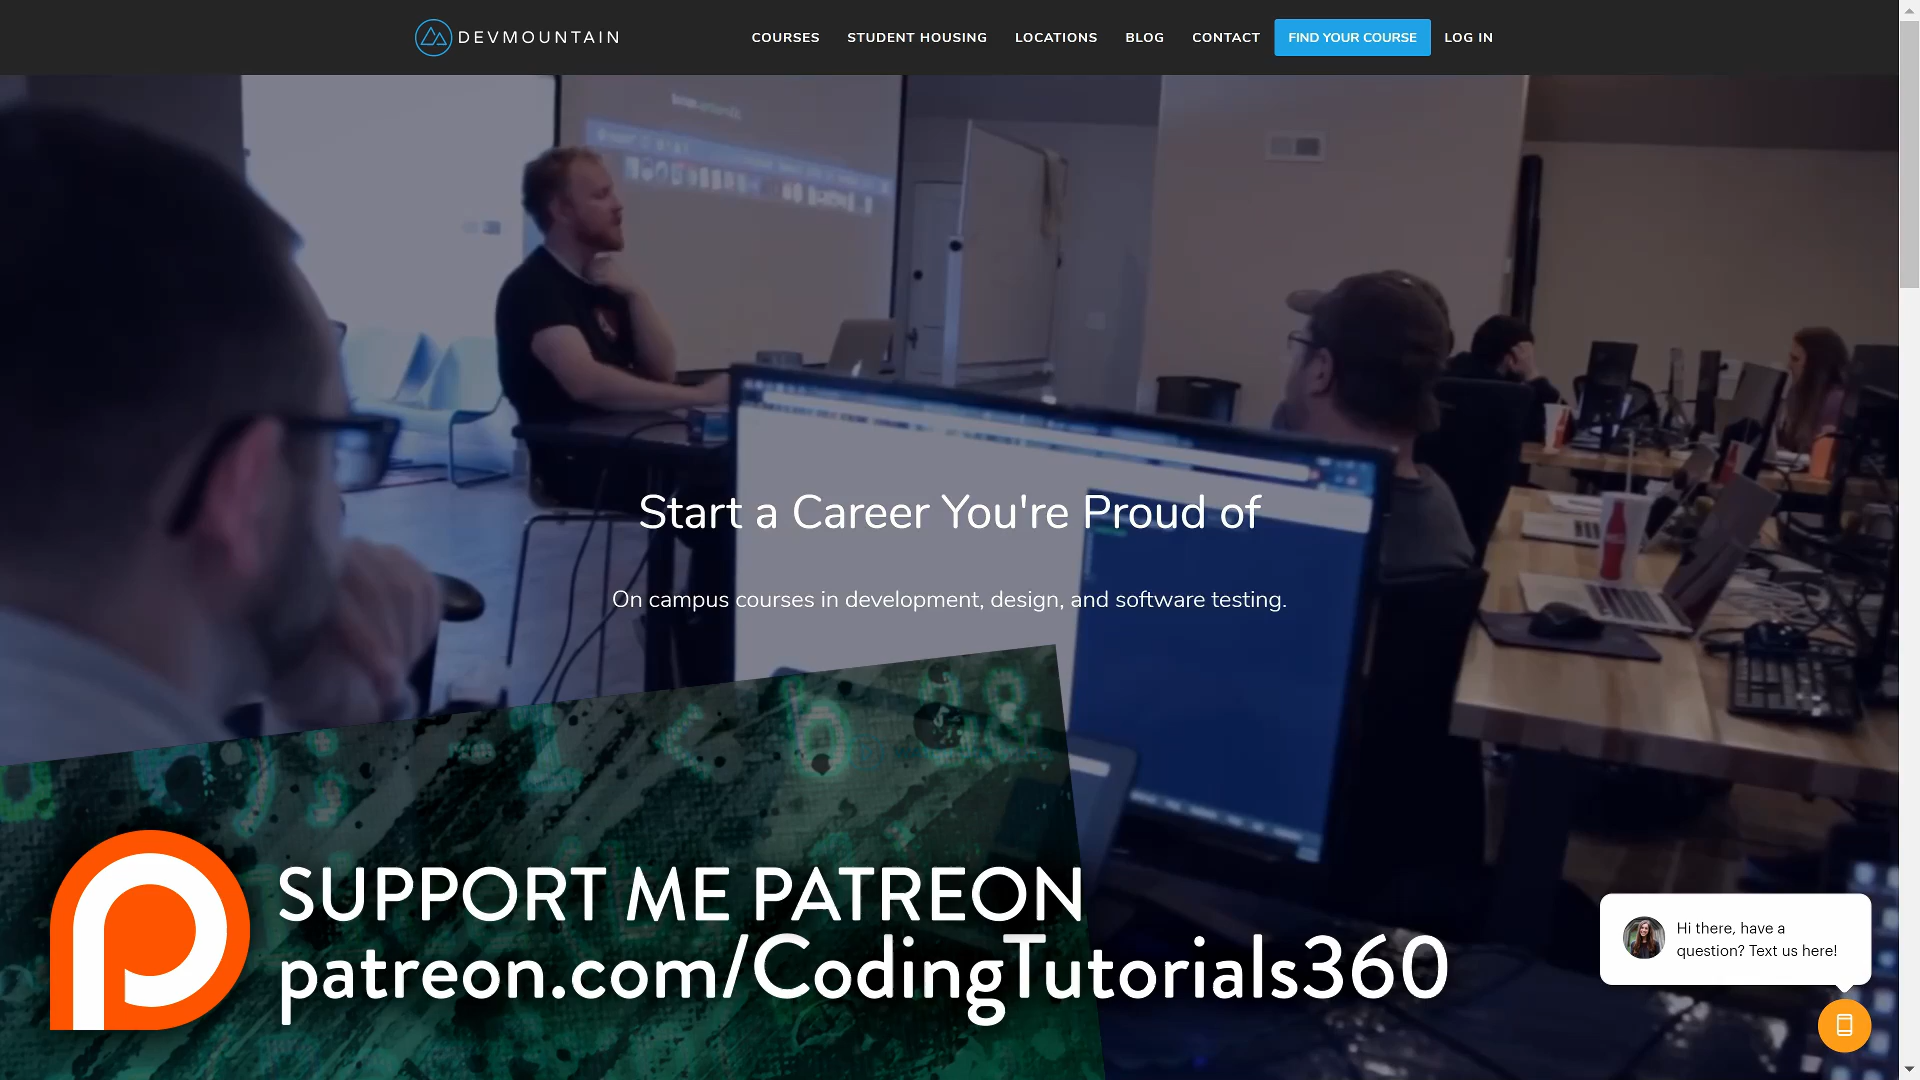 DEVMOUNTAIN
COURSES STUDENT HOUSING LOCATIONS BLOG CONTACT FIND YOUR COURSE LOG IN
Start a Career You're Proud of
On campus courses in development, design, and software testing.
SUPPORT ME PATREON
patreon.com/CodingTutorials360
Hi there, have a
question? Text us here!